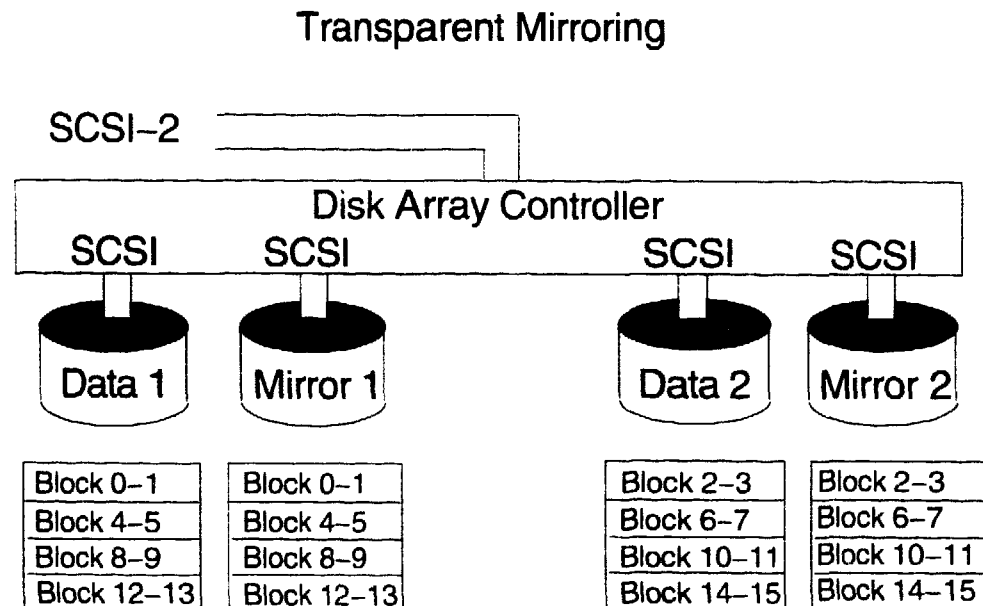 Transparent Mirroring
SCSI–2
Disk Array Controller
SCSI SCSI SCSI SCSI
Data 1 Mirror 1 Data 2 Mirror 2
Block 0–1 Block 0–1 Block 2–3 Block 2–3
Block 4–5 Block 4–5 Block 6–7 Block 6–7
Block 8–9 Block 8–9 Block 10–11 Block 10–11
Block 12–13 Block 12–13 Block 14–15 Block 14–15